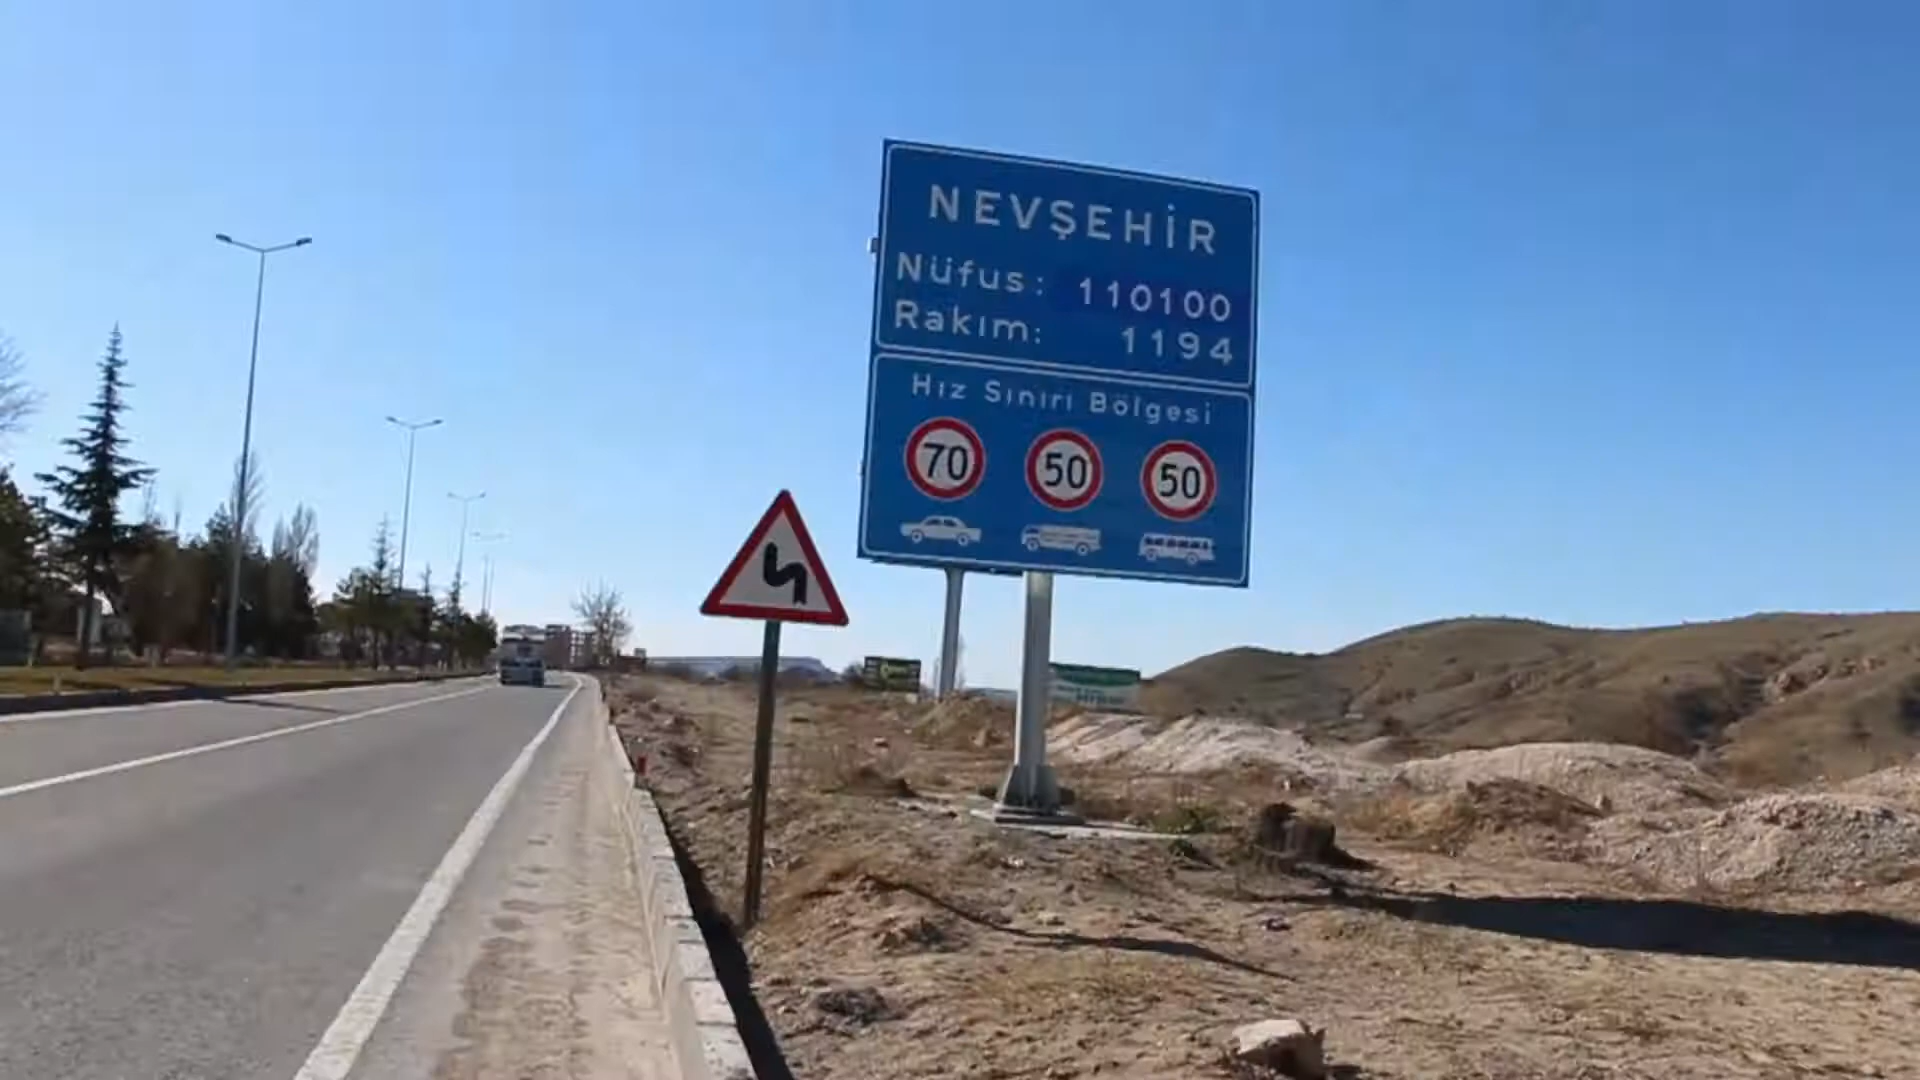 NEVŞEHİR
Nüfus: 110100
Rakım: 1194
Hız Sınırı Bölgesi
70 50 50